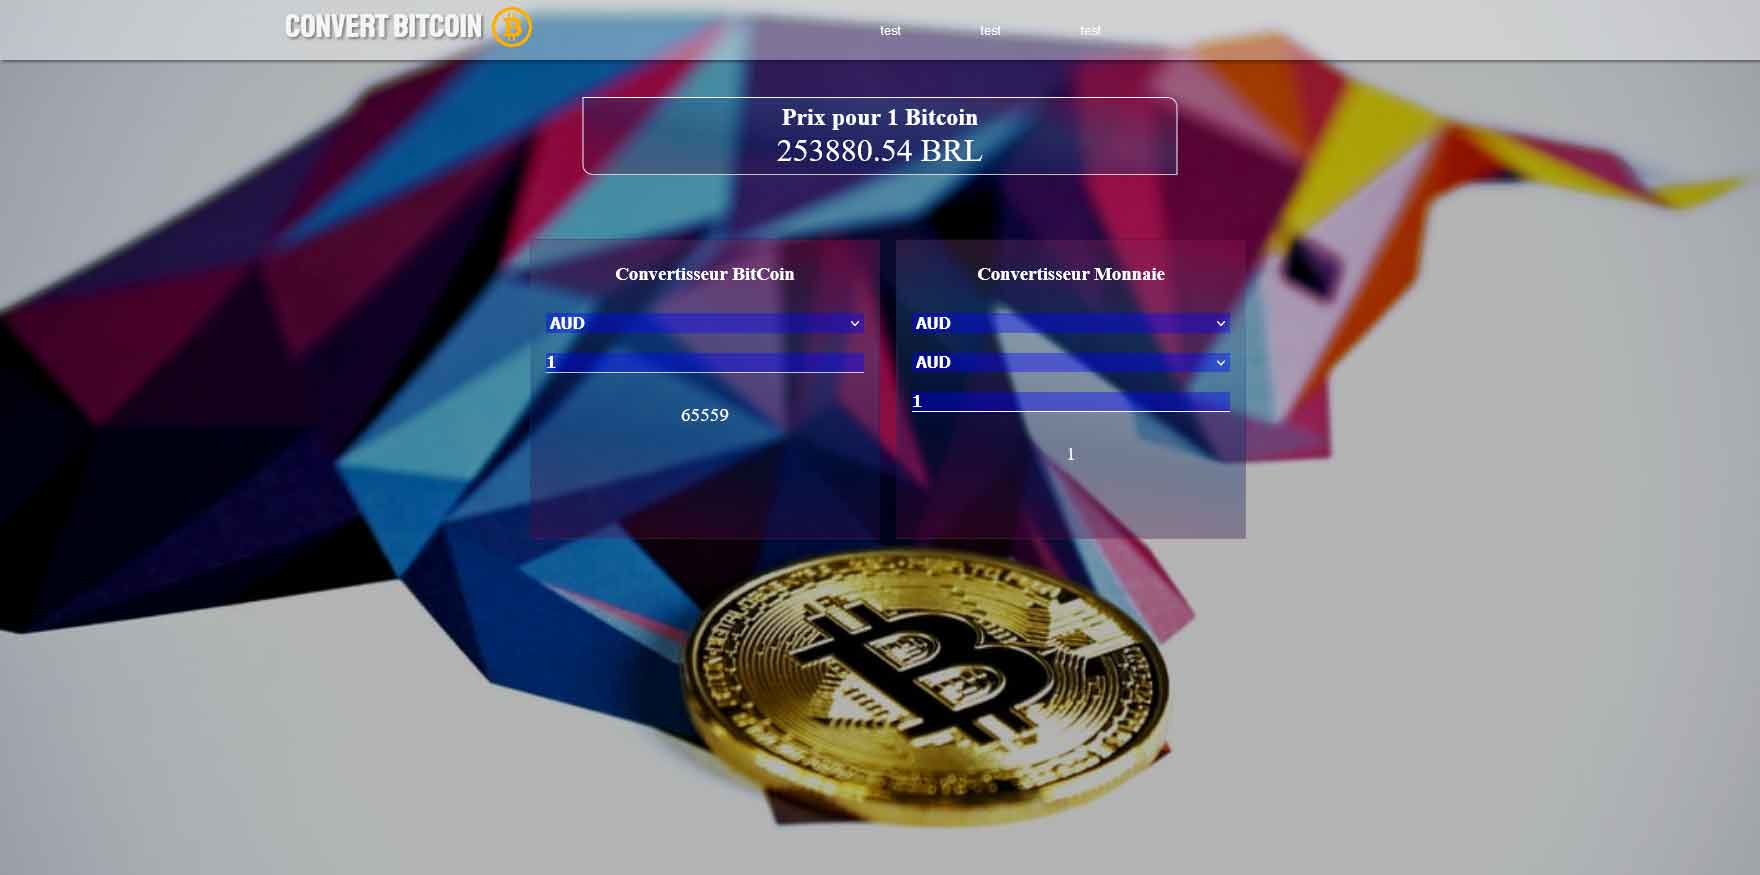 CONVERT BITCOIN
test test test
Prix pour 1 Bitcoin
253880.54 BRL
Convertisseur BitCoin
AUD
1
65559
Convertisseur Monnaie
AUD
AUD
1
1